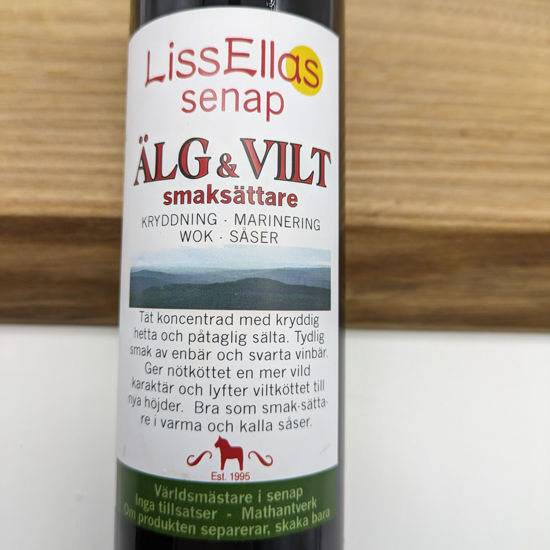 LissEllas
senap
ÄLG & VILT
smaksättare
KRYDDNING · MARINERING
WOK · SÅSER
Tät koncentrad med kryddig
hetta och påtaglig sälta. Tydlig
smak av enbär och svarta vinbär.
Ger nötköttet en mer vild
karaktär och lyfter viltköttet till
nya höjder. Bra som smak-sätta-
re i varma och kalla såser.
Est. 1995
Världsmästare i senap
Inga tillsatser - Mathantverk
Om produkten separerar, skaka bara